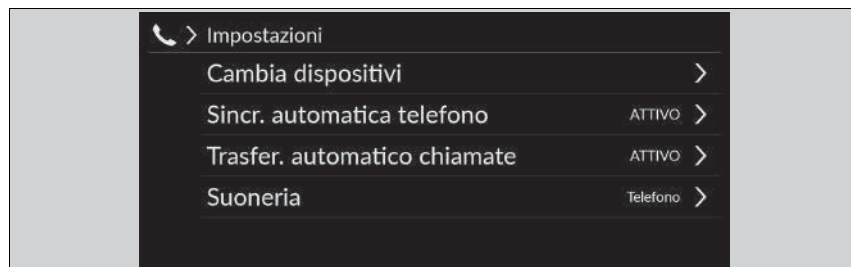 Impostazioni
Cambia dispositivi
Sincr. automatica telefono ATTIVO
Trasfer. automatico chiamate ATTIVO
Suoneria Telefono